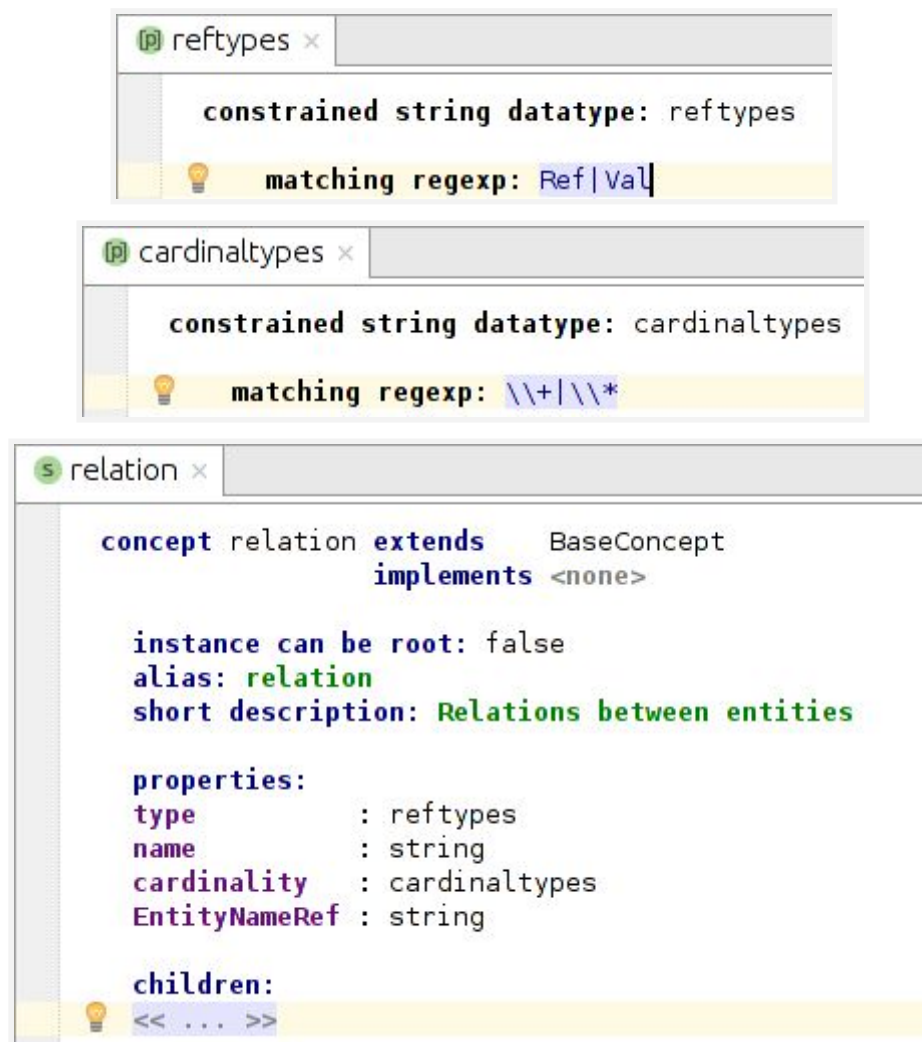 reftypes ×
constrained string datatype: reftypes
matching regexp: Ref|Val
cardinaltypes ×
constrained string datatype: cardinaltypes
matching regexp: \\+|\\*
S relation ×
concept relation extends BaseConcept
implements <none>
instance can be root: false
alias: relation
short description: Relations between entities
properties:
type : reftypes
name : string
cardinality : cardinaltypes
EntityNameRef : string
children:
<< ... >>